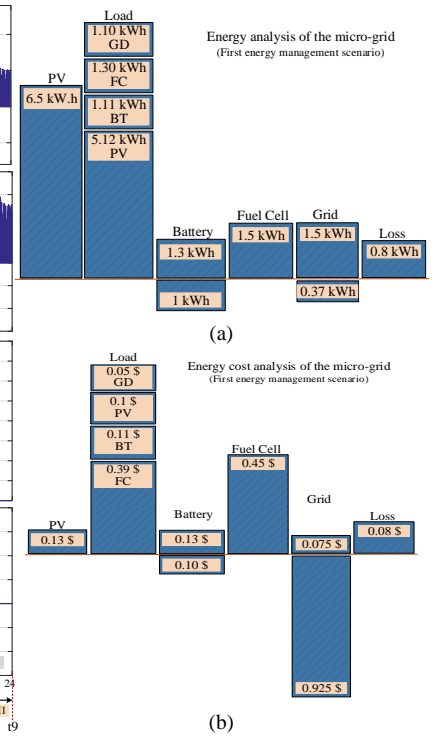 Load
Energy analysis of the micro-grid
(First energy management scenario)
1.10 kWh
GD
PV
1.30 kWh
FC
6.5 kW.h
1.11 kWh
BT
5.12 kWh
PV
Battery
Fuel Cell
Grid
Loss
1.3 kWh
1.5 kWh
1.5 kWh
0.8 kWh
1 kWh
0.37 kWh
(a)
Load
Energy cost analysis of the micro-grid
(First energy management scenario)
0.05 $
GD
0.1 $
PV
0.11 $
BT
0.39 $
FC
Fuel Cell
0.45 $
Grid
PV
Battery
Loss
0.13 $
0.13 $
0.075 $
0.08 $
0.10 $
0.925 $
24
t9
(b)